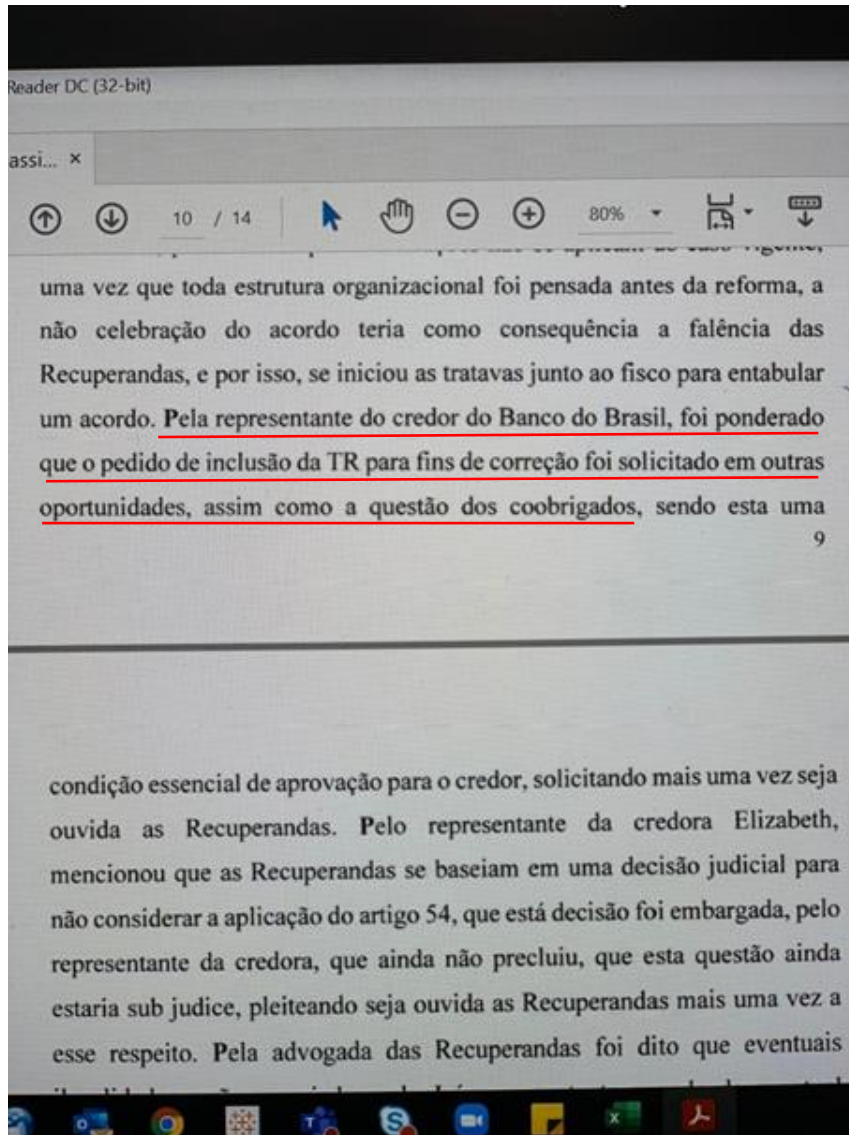 Reader DC (32-bit)
assi... ×
10 / 14
80%
uma vez que toda estrutura organizacional foi pensada antes da reforma, a
não celebração do acordo teria como consequência a falência das
Recuperandas, e por isso, se iniciou as tratavas junto ao fisco para entabular
um acordo. Pela representante do credor do Banco do Brasil, foi ponderado
que o pedido de inclusão da TR para fins de correção foi solicitado em outras
oportunidades, assim como a questão dos coobrigados, sendo esta uma
9
condição essencial de aprovação para o credor, solicitando mais uma vez seja
ouvida as Recuperandas. Pelo representante da credora Elizabeth,
mencionou que as Recuperandas se baseiam em uma decisão judicial para
não considerar a aplicação do artigo 54, que está decisão foi embargada, pelo
representante da credora, que ainda não precluiu, que esta questão ainda
estaria sub judice, pleiteando seja ouvida as Recuperandas mais uma vez a
esse respeito. Pela advogada das Recuperandas foi dito que eventuais